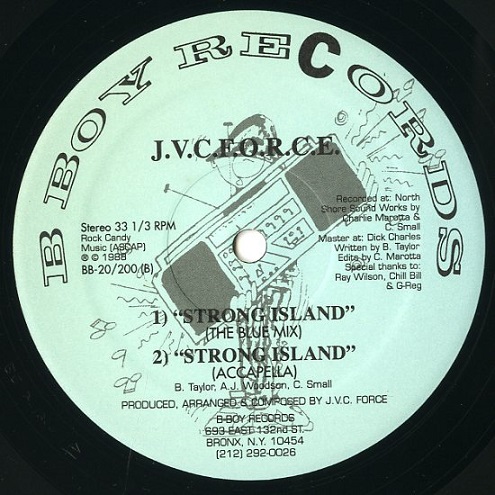 B BOY RECORDS
J.V.C.F.O.R.C.E.
Stereo 33 1/3 RPM
Rock Candy
Music [ASCAP]
℗ © 1988
BB-20/200 (B)
Recorded at: North
Shore Sound Works by
Charlie Marotta &
C. Small
Master at: Dick Charles
Written by B. Taylor
Edits by C. Marotta
Special thanks to:
Ray Wilson, Chill Bill
& G-Reg
1) "STRONG ISLAND"
(THE BLUE MIX)
2) "STRONG ISLAND"
(ACCAPELLA)
B. Taylor, A.J. Woodson, C. Small
PRODUCED, ARRANGED & COMPOSED BY J.V.C. FORCE
B-BOY RECORDS
693 EAST 132nd ST.
BRONX, N.Y. 10454
(212) 292-0026